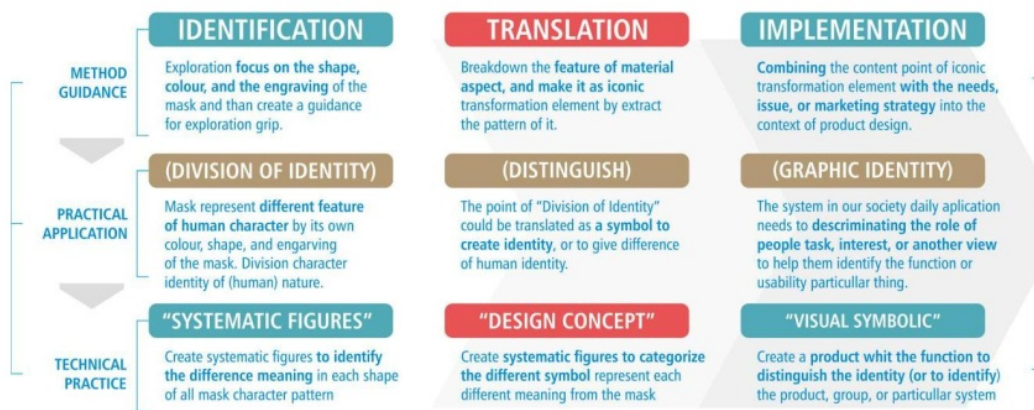 IDENTIFICATION
TRANSLATION
IMPLEMENTATION
METHOD
GUIDANCE
Exploration focus on the shape,
colour, and the engraving of the
mask and than create a guidance
for exploration grip.
Breakdown the feature of material
aspect, and make it as iconic
transformation element by extract
the pattern of it.
Combining the content point of iconic
transformation element with the needs,
issue, or marketing strategy into the
context of product design.
(DIVISION OF IDENTITY)
(DISTINGUISH)
(GRAPHIC IDENTITY)
PRACTICAL
APPLICATION
Mask represent different feature
of human character by its own
colour, shape, and engarving
of the mask. Division character
identity of (human) nature.
The point of "Division of Identity"
could be translated as a symbol to
create identity, or to give difference
of human identity.
The system in our society daily aplication
needs to descriminating the role of
people task, interest, or another view
to help them identify the function or
usability particullar thing.
"SYSTEMATIC FIGURES"
"DESIGN CONCEPT"
"VISUAL SYMBOLIC"
TECHNICAL
PRACTICE
Create systematic figures to identify
the difference meaning in each shape
of all mask character pattern
Create systematic figures to categorize
the different symbol represent each
different meaning from the mask
Create a product whit the function to
distinguish the identity (or to identify)
the product, group, or particullar system